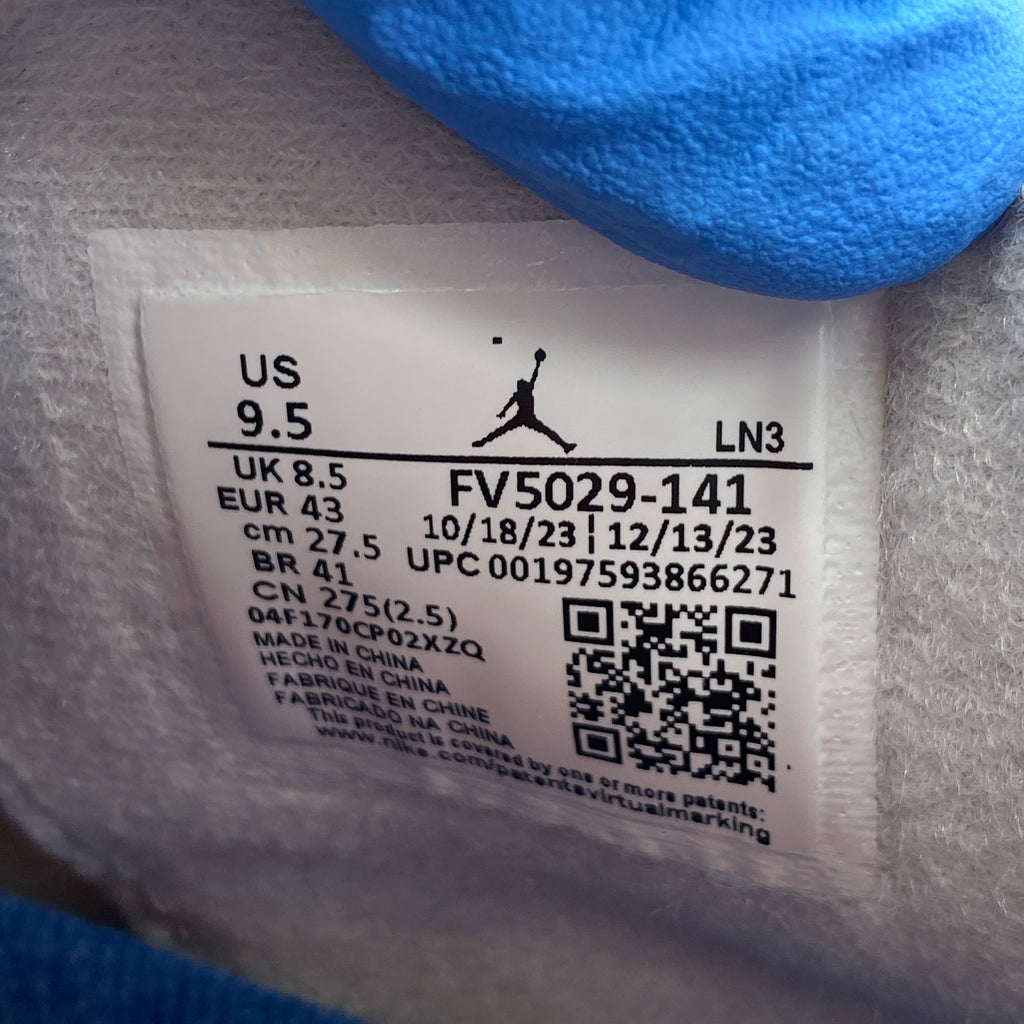 US
9.5
LN3
UK 8.5
EUR 43
cm 27.5
BR 41
CN 275(2.5)
04F170CP02XZQ
MADE IN CHINA
HECHO EN CHINA
FABRIQUE EN CHINE
FABRICADO NA CHINA
FV5029-141
10/18/23 ¦ 12/13/23
UPC 00197593866271
This product is covered by one or more patents:
www.nike.com/patentsvirtualmarking